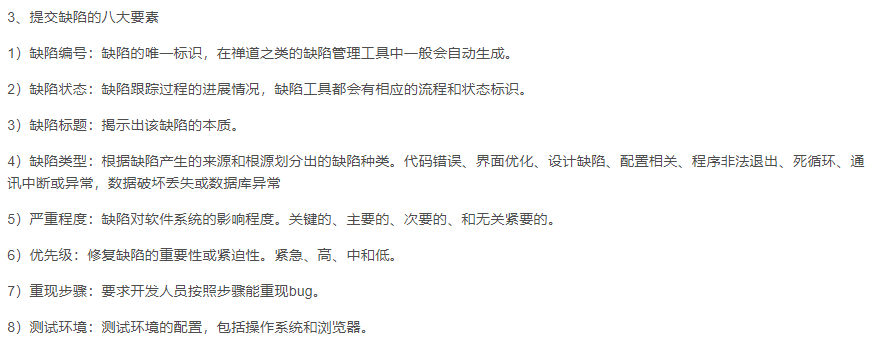 3、提交缺陷的八大要素
1）缺陷编号：缺陷的唯一标识，在禅道之类的缺陷管理工具中一般会自动生成。
2）缺陷状态：缺陷跟踪过程的进展情况，缺陷工具都会有相应的流程和状态标识。
3）缺陷标题：揭示出该缺陷的本质。
4）缺陷类型：根据缺陷产生的来源和根源划分出的缺陷种类。代码错误、界面优化、设计缺陷、配置相关、程序非法退出、死循环、通
讯中断或异常，数据破坏丢失或数据库异常
5）严重程度：缺陷对软件系统的影响程度。关键的、主要的、次要的、和无关紧要的。
6）优先级：修复缺陷的重要性或紧迫性。紧急、高、中和低。
7）重现步骤：要求开发人员按照步骤能重现bug。
8）测试环境：测试环境的配置，包括操作系统和浏览器。